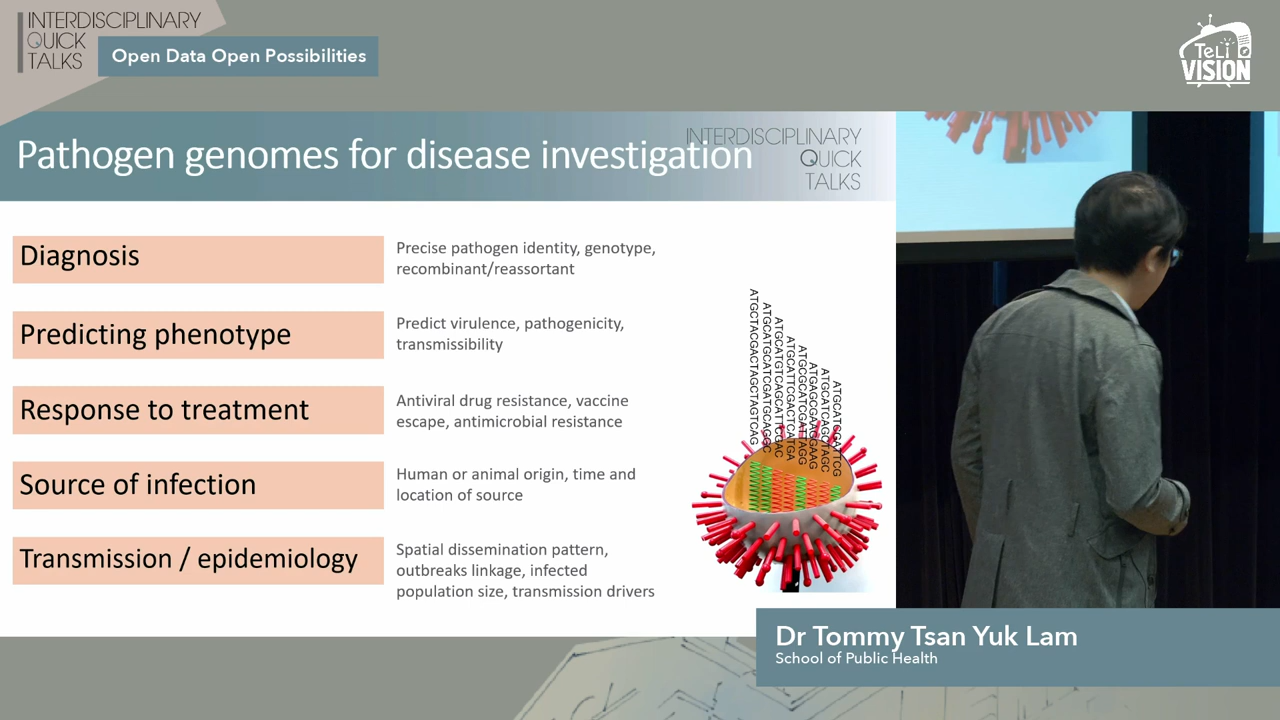 INTERDISCIPLINARY
QUICK
TALKS
Open Data Open Possibilities
TeLi
VISION
Pathogen genomes for disease investigation
INTERDISCIPLINARY
QUICK
TALKS
Diagnosis
Precise pathogen identity, genotype,
recombinant/reassortant
Predicting phenotype
Predict virulence, pathogenicity,
transmissibility
Response to treatment
Antiviral drug resistance, vaccine
escape, antimicrobial resistance
Source of infection
Human or animal origin, time and
location of source
Transmission / epidemiology
Spatial dissemination pattern,
outbreaks linkage, infected
population size, transmission drivers
ATGCTACGACTAGCTAGTCAG
Dr Tommy Tsan Yuk Lam
School of Public Health